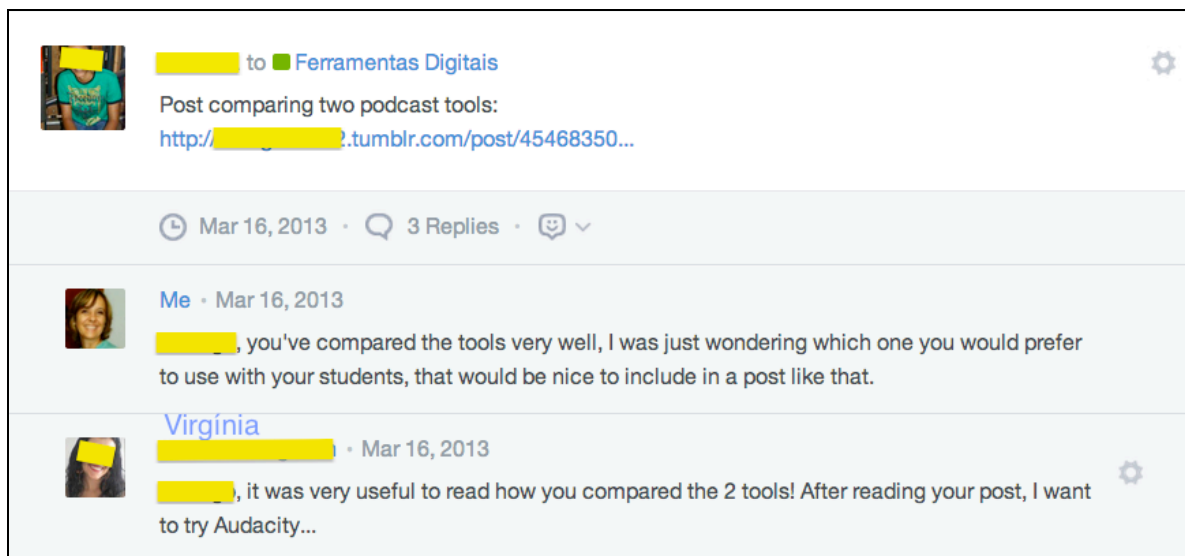 to Ferramentas Digitais
Post comparing two podcast tools:
http:/ .tumblr.com/post/45468350...
Mar 16, 2013 · 3 Replies ·
Me • Mar 16, 2013
, you've compared the tools very well, I was just wondering which one you would prefer
to use with your students, that would be nice to include in a post like that.
Virgínia
• Mar 16, 2013
, it was very useful to read how you compared the 2 tools! After reading your post, I want
to try Audacity...